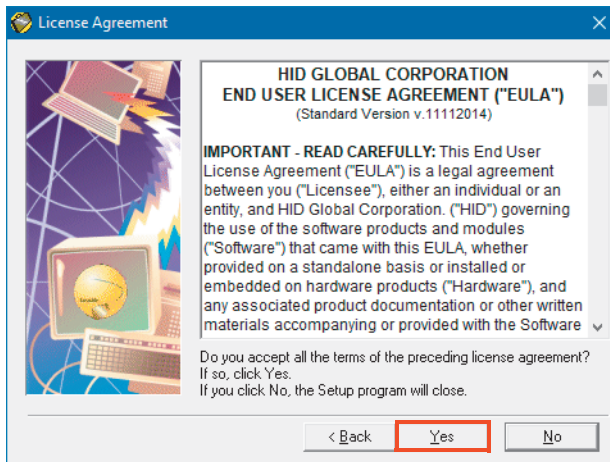 License Agreement
HID GLOBAL CORPORATION
END USER LICENSE AGREEMENT ("EULA")
(Standard Version v.11112014)
IMPORTANT - READ CAREFULLY: This End User
License Agreement ("EULA") is a legal agreement
between you ("Licensee"), either an individual or an
entity, and HID Global Corporation. ("HID") governing
the use of the software products and modules
("Software") that came with this EULA, whether
provided on a standalone basis or installed or
embedded on hardware products ("Hardware"), and
any associated product documentation or other written
materials accompanying or provided with the Software
Do you accept all the terms of the preceding license agreement?
If so, click Yes.
If you click No, the Setup program will close.
< Back Yes No